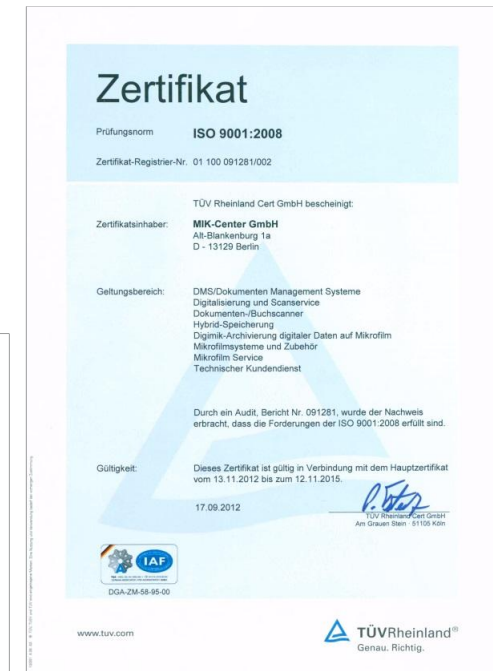 Zertifikat
Prüfungsnorm ISO 9001:2008
Zertifikat-Registrier-Nr. 01 100 091281/002
TÜV Rheinland Cert GmbH bescheinigt:
Zertifikatsinhaber: MIK-Center GmbH
Alt-Blankenburg 1a
D - 13129 Berlin
Geltungsbereich: DMS/Dokumenten Management Systeme
Digitalisierung und Scanservice
Dokumenten-/Buchscanner
Hybrid-Speicherung
Digimik-Archivierung digitaler Daten auf Mikrofilm
Mikrofilmsysteme und Zubehör
Mikrofilm Service
Technischer Kundendienst
Durch ein Audit, Bericht Nr. 091281, wurde der Nachweis
erbracht, dass die Forderungen der ISO 9001:2008 erfüllt sind.
Gültigkeit: Dieses Zertifikat ist gültig in Verbindung mit dem Hauptzertifikat
vom 13.11.2012 bis zum 12.11.2015.
17.09.2012
TÜV Rheinland Cert GmbH
Am Grauen Stein · 51105 Köln
IAF
DGA-ZM-58-95-00
www.tuv.com
TÜVRheinland®
Genau. Richtig.